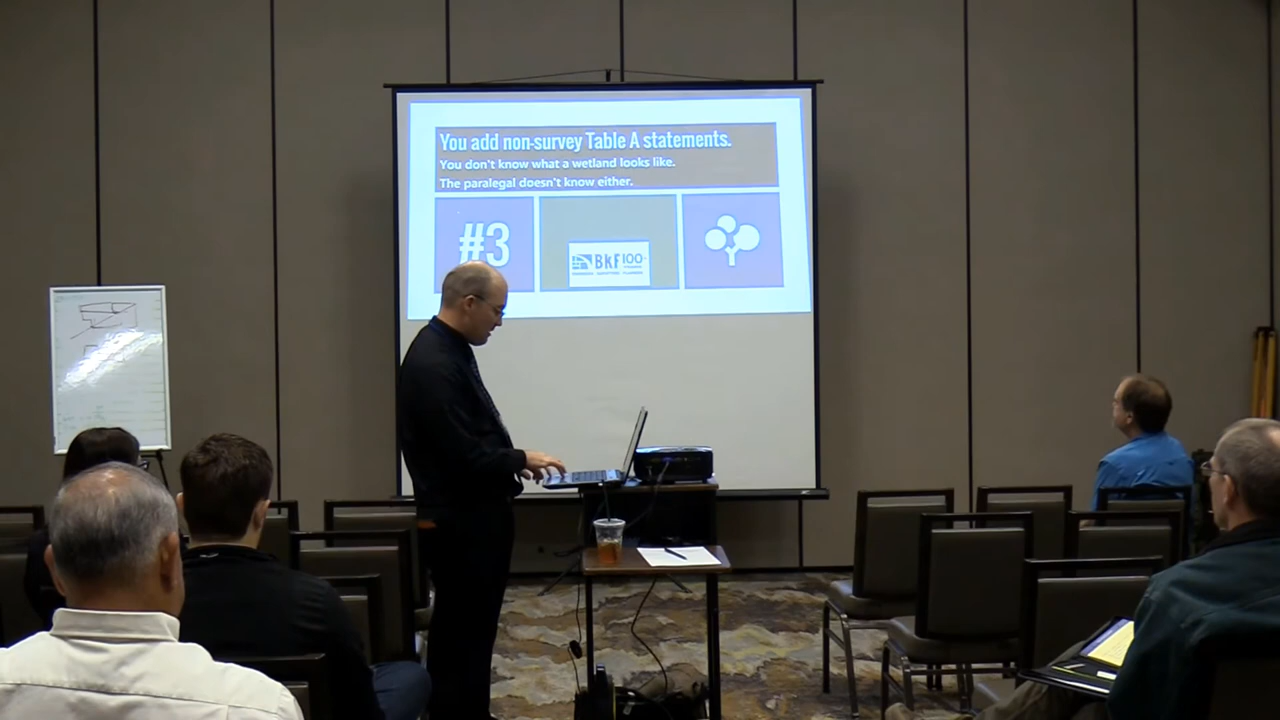 You add non-survey Table A statements.
You don't know what a wetland looks like.
The paralegal doesn't know either.
#3
BKF 100